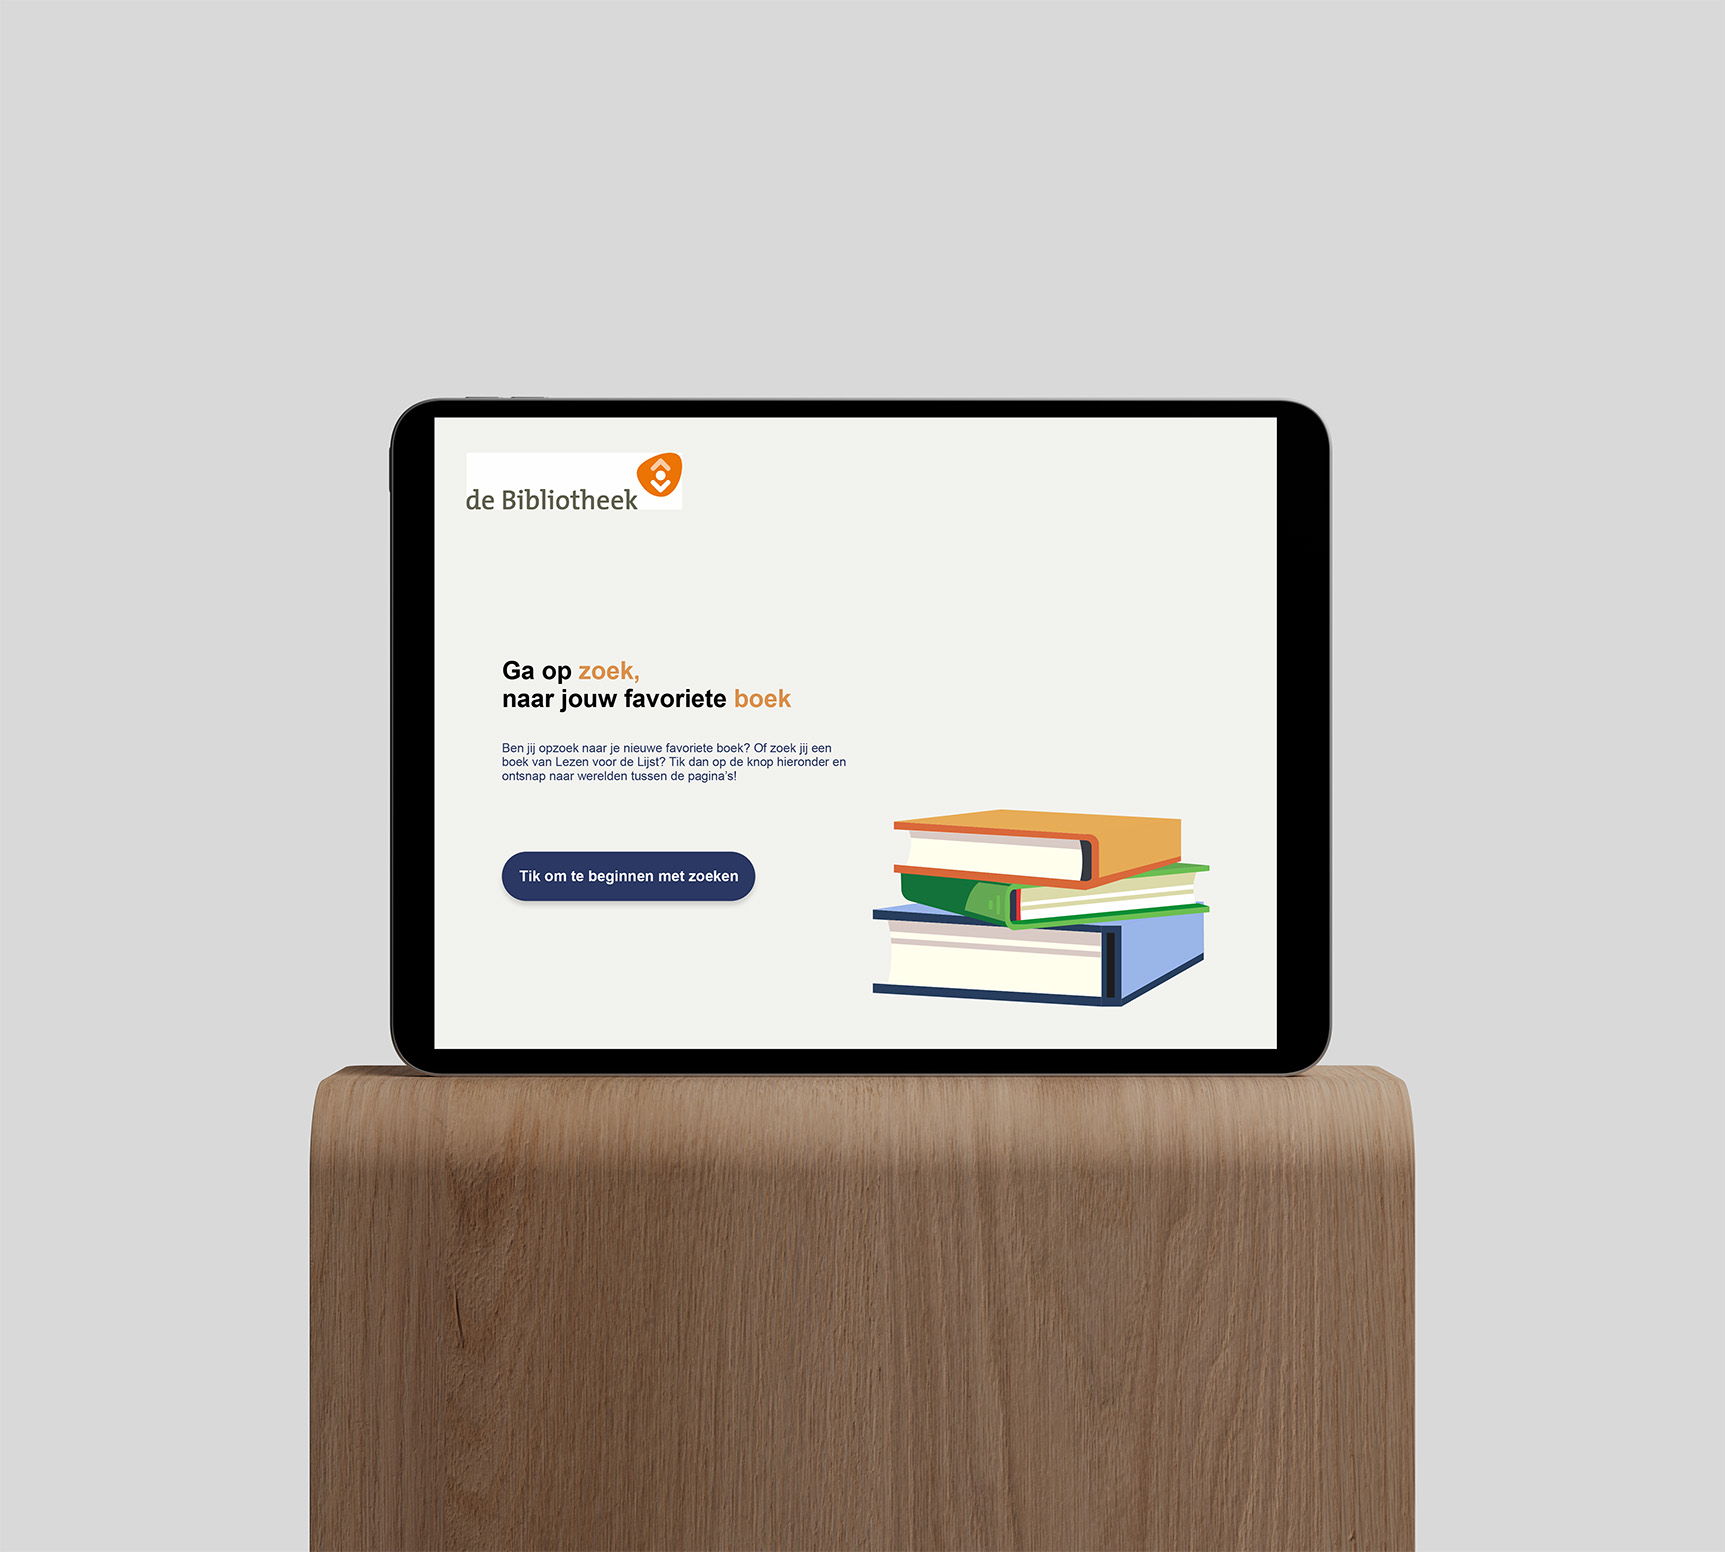 de Bibliotheek
Ga op zoek,
naar jouw favoriete boek
Ben jij opzoek naar je nieuwe favoriete boek? Of zoek jij een
boek van Lezen voor de Lijst? Tik dan op de knop hieronder en
ontsnap naar werelden tussen de pagina's!
Tik om te beginnen met zoeken